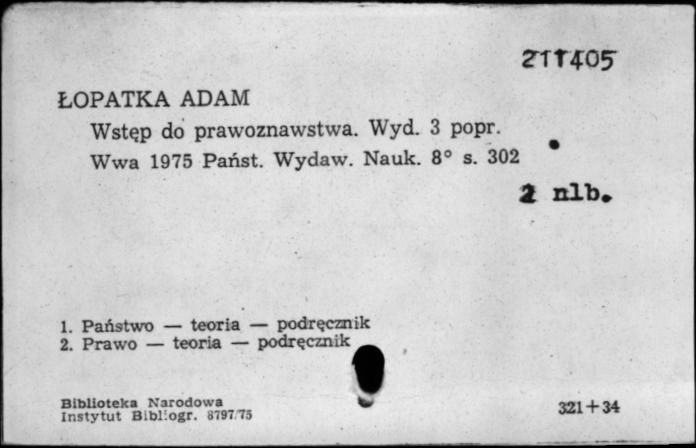 211405
ŁOPATKA ADAM
Wstęp do prawoznawstwa. Wyd. 3 popr.
Wwa 1975 Państ. Wydaw. Nauk. 8° s. 302
2 nlb.
1. Państwo — teoria — podręcznik
2. Prawo — teoria — podręcznik
Biblioteka Narodowa
Instytut Bibliogr. 8797/75
321+34